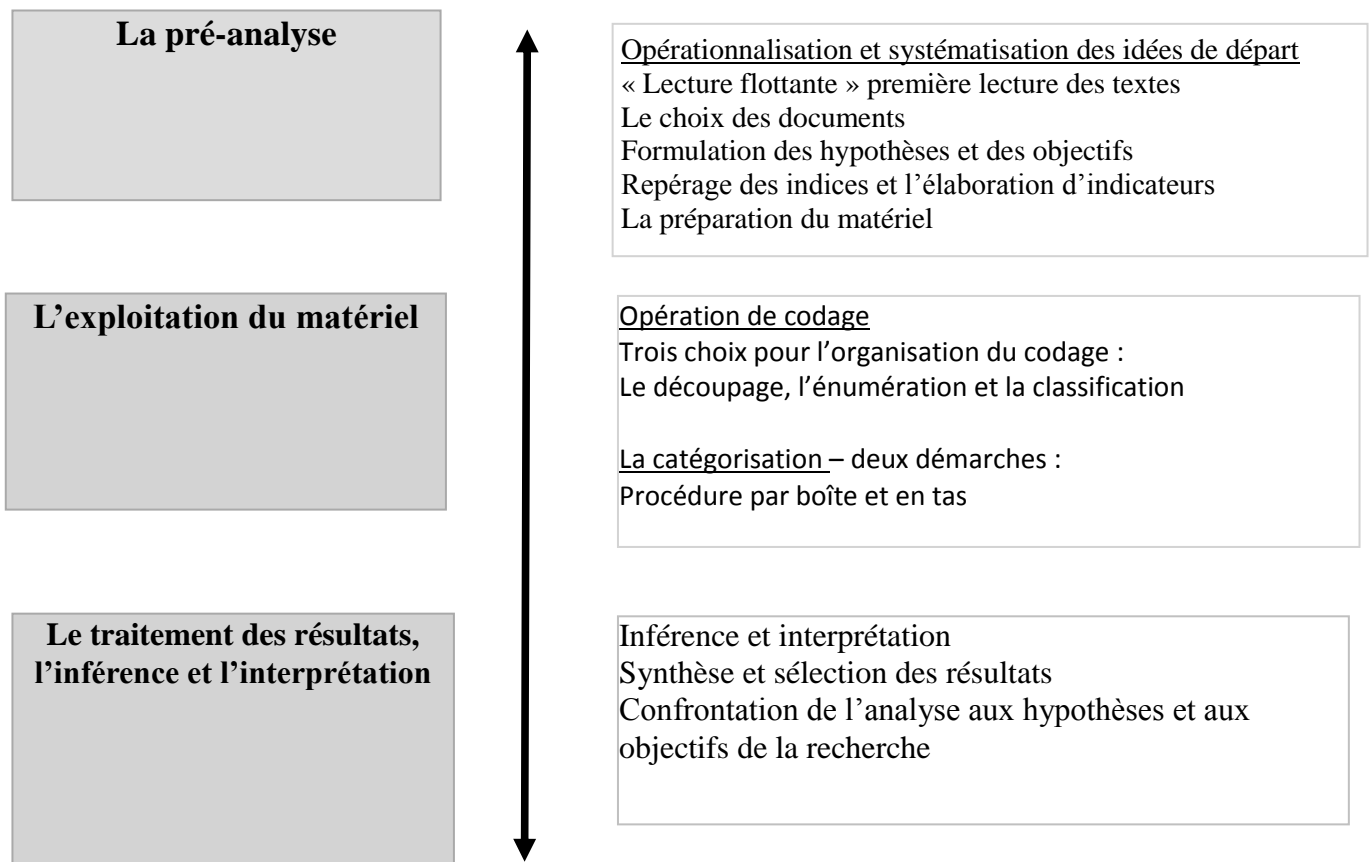 La pré-analyse
Opérationnalisation et systématisation des idées de départ
« Lecture flottante » première lecture des textes
Le choix des documents
Formulation des hypothèses et des objectifs
Repérage des indices et l’élaboration d’indicateurs
La préparation du matériel
L’exploitation du matériel
Opération de codage
Trois choix pour l’organisation du codage :
Le découpage, l’énumération et la classification
La catégorisation – deux démarches :
Procédure par boîte et en tas
Le traitement des résultats,
l’inférence et l’interprétation
Inférence et interprétation
Synthèse et sélection des résultats
Confrontation de l’analyse aux hypothèses et aux
objectifs de la recherche